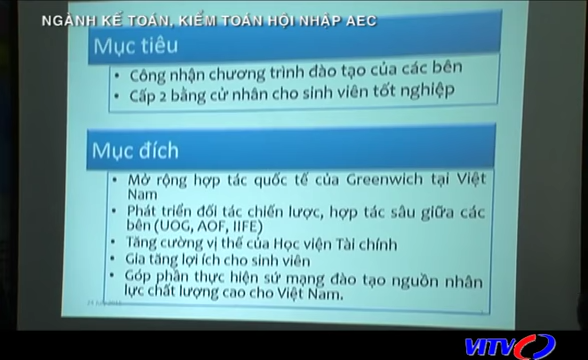 NGÀNH KẾ TOÁN, KIỂM TOÁN HỘI NHẬP AEC
Mục tiêu
• Công nhận chương trình đào tạo của các bên
• Cấp 2 bằng cử nhân cho sinh viên tốt nghiệp
Mục đích
• Mở rộng hợp tác quốc tế của Greenwich tại Việt
Nam
• Phát triển đối tác chiến lược, hợp tác sâu giữa các
bên (UOG, AOF, IIFE)
• Tăng cường vị thế của Học viện Tài chính
• Gia tăng lợi ích cho sinh viên
• Góp phần thực hiện sứ mạng đào tạo nguồn nhân
lực chất lượng cao cho Việt Nam.
VITV